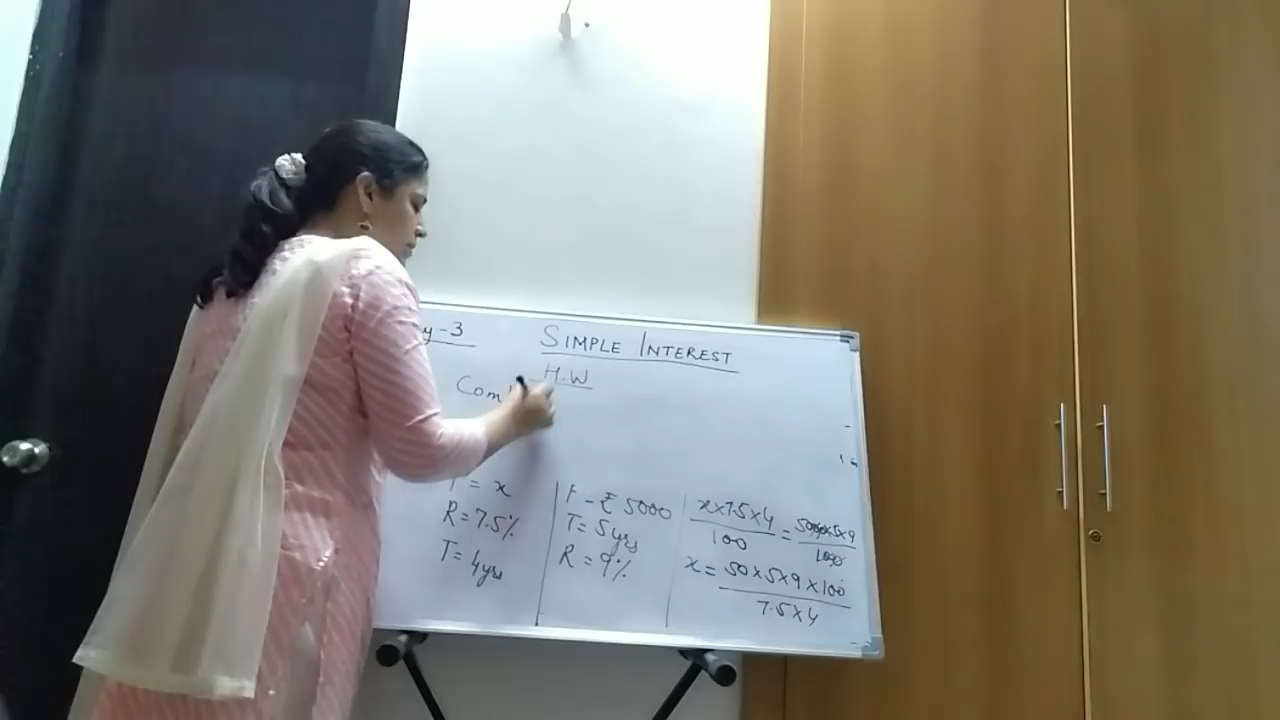 y-3
SIMPLE INTEREST
H.W
Com
= x
R=7.5%
T= 4yrs
- ₹ 5000
T= 5yrs
R = 9%
x×7.5×4 / 100 = 5000×5×9 / 100
x= 50×5×9×100 / 7.5×4